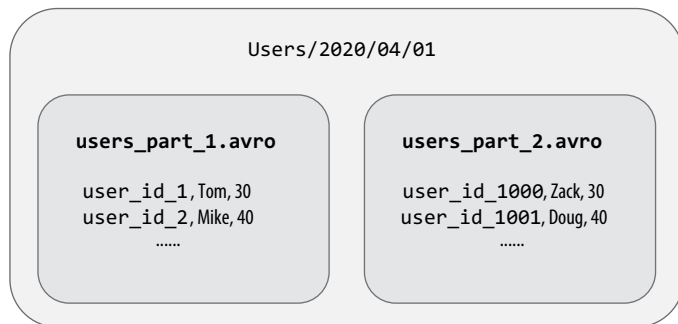 Users/2020/04/01
users_part_1.avro
user_id_1, Tom, 30
user_id_2, Mike, 40
......
users_part_2.avro
user_id_1000, Zack, 30
user_id_1001, Doug, 40
......